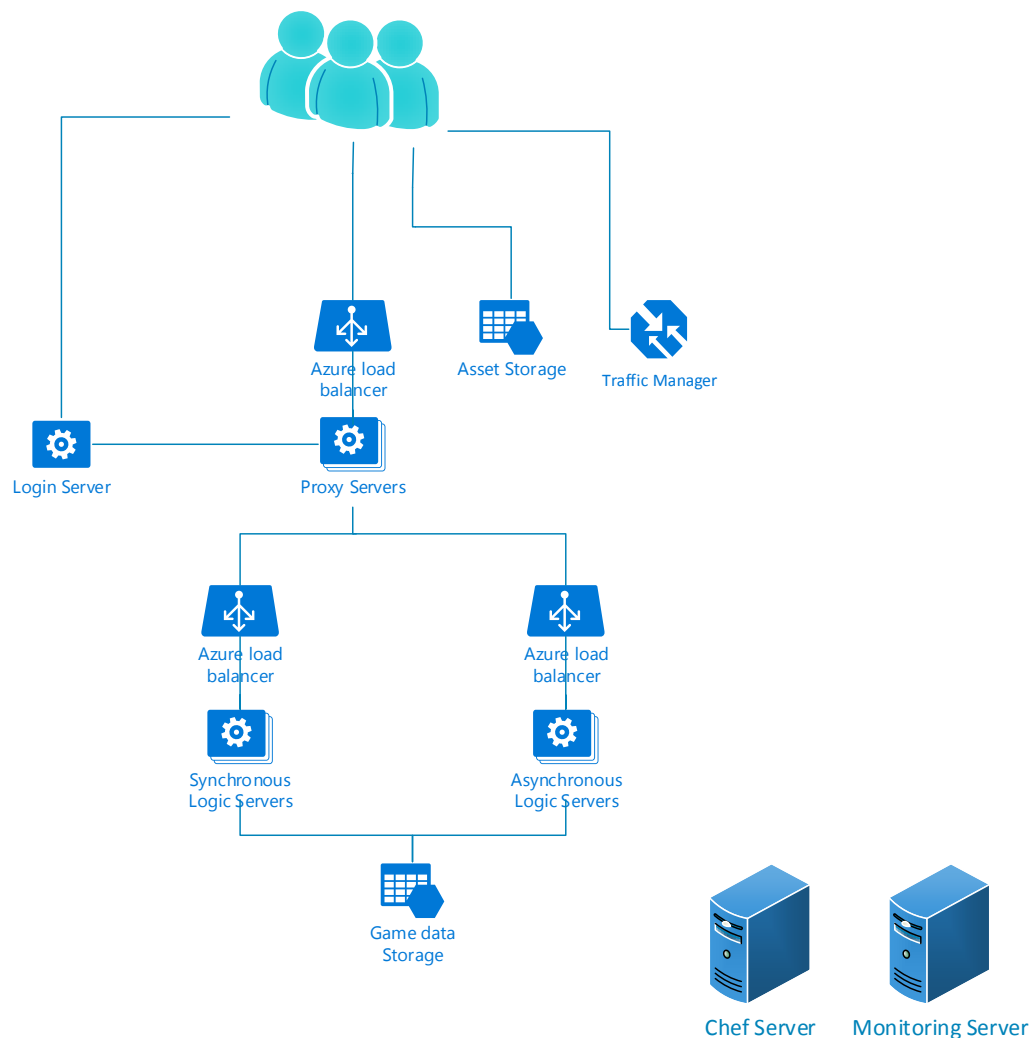 Azure load
balancer
Asset Storage
Traffic Manager
Login Server
Proxy Servers
Azure load
balancer
Azure load
balancer
Synchronous
Logic Servers
Asynchronous
Logic Servers
Game data
Storage
Chef Server
Monitoring Server